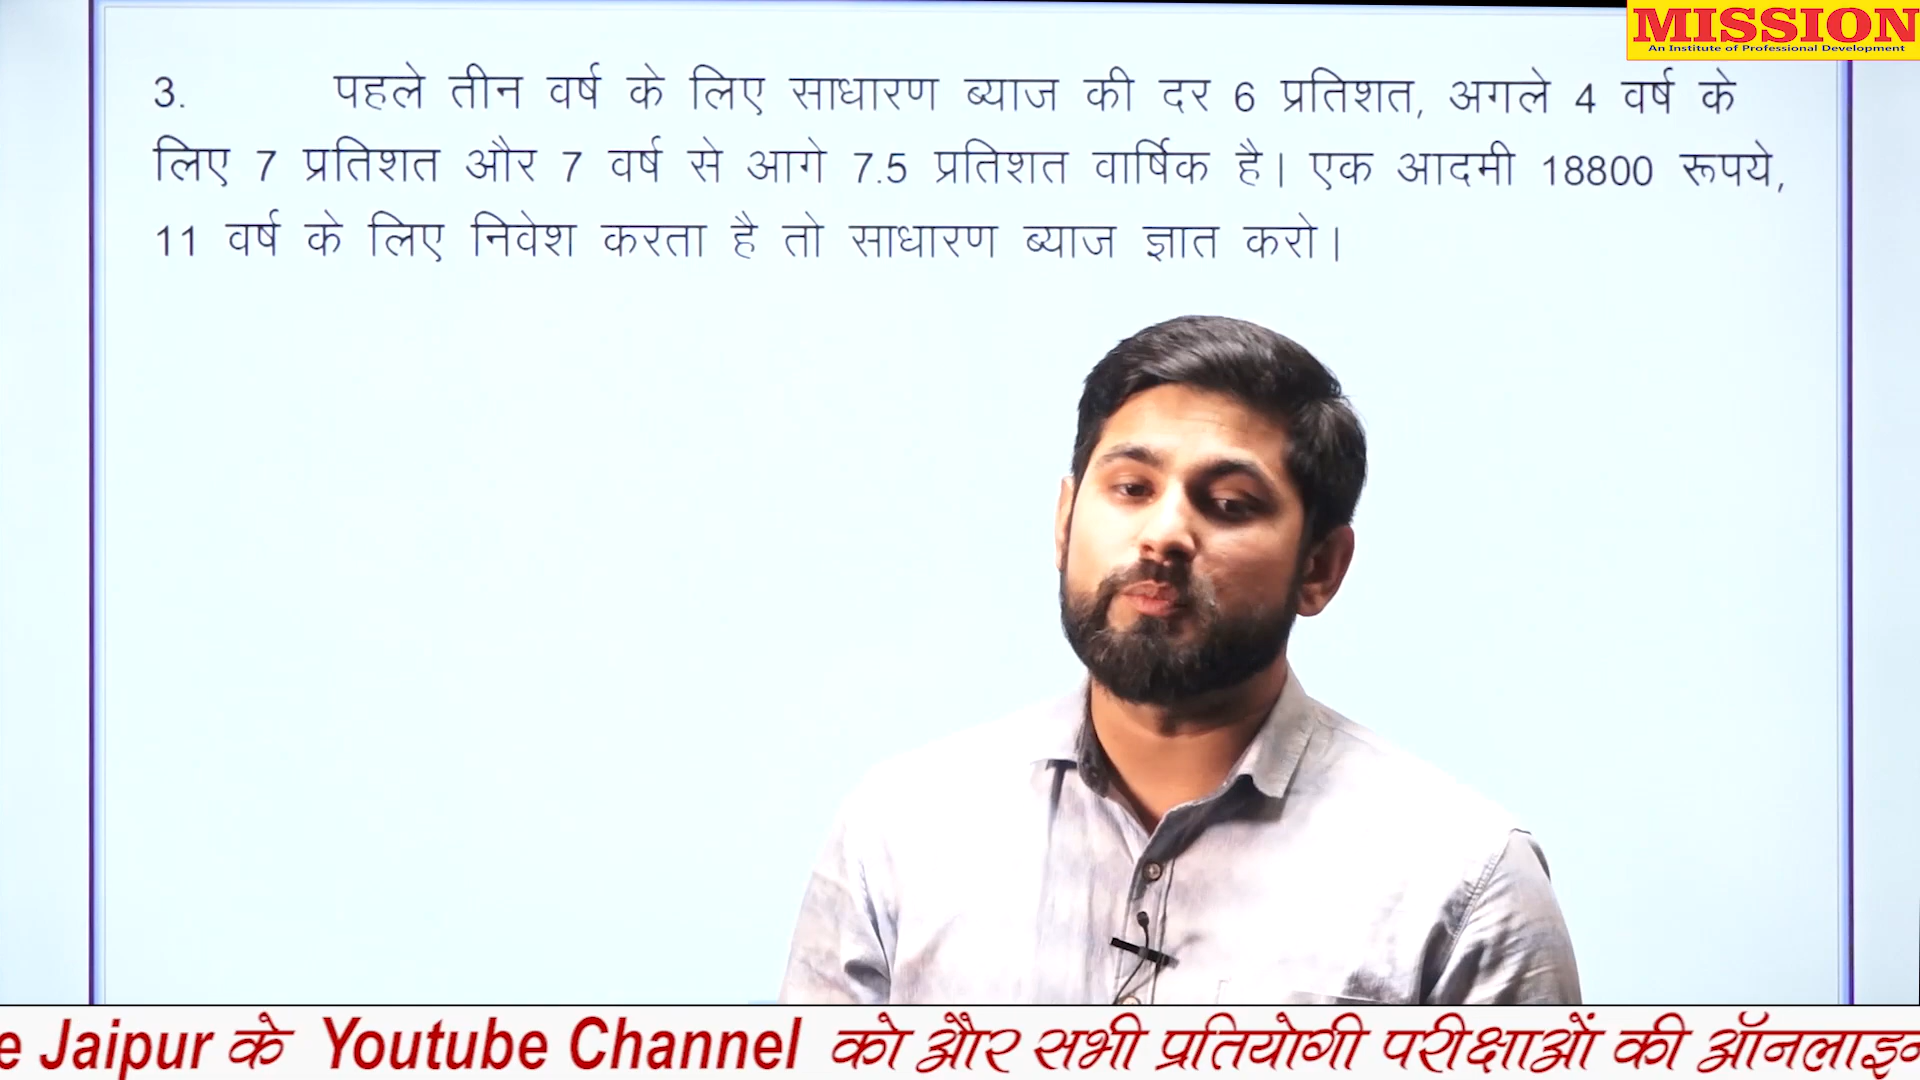 MISSION
An Institute of Professional Development
3. पहले तीन वर्ष के लिए साधारण ब्याज की दर 6 प्रतिशत, अगले 4 वर्ष के
लिए 7 प्रतिशत और 7 वर्ष से आगे 7.5 प्रतिशत वार्षिक है। एक आदमी 18800 रूपये,
11 वर्ष के लिए निवेश करता है तो साधारण ब्याज ज्ञात करो।
e Jaipur के Youtube Channel को और सभी प्रतियोगी परीक्षाओं की ऑनलाइन